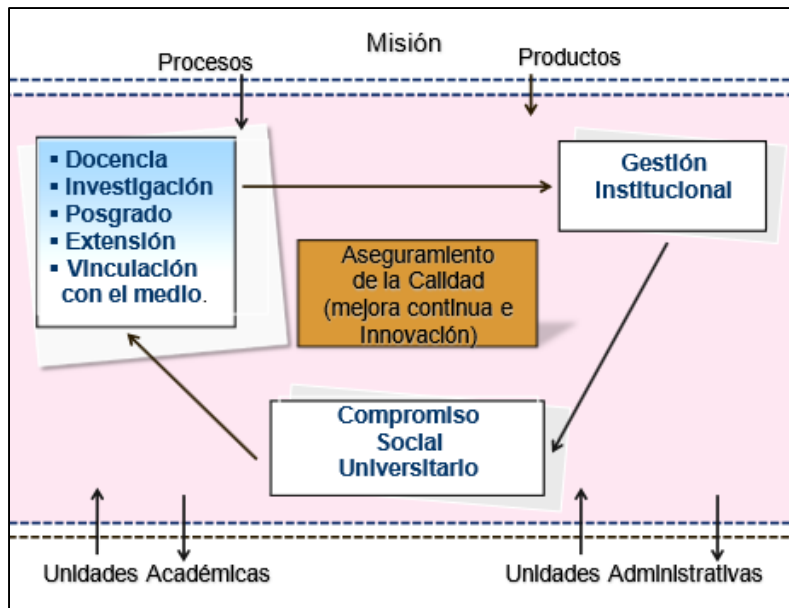 Misión
Procesos
Productos
▪ Docencia
▪ Investigación
▪ Posgrado
▪ Extensión
▪ Vinculación
con el medio.
Gestión
Institucional
Aseguramiento
de la Calidad
(mejora continua e
Innovación)
Compromiso
Social
Universitario
Unidades Académicas
Unidades Administrativas